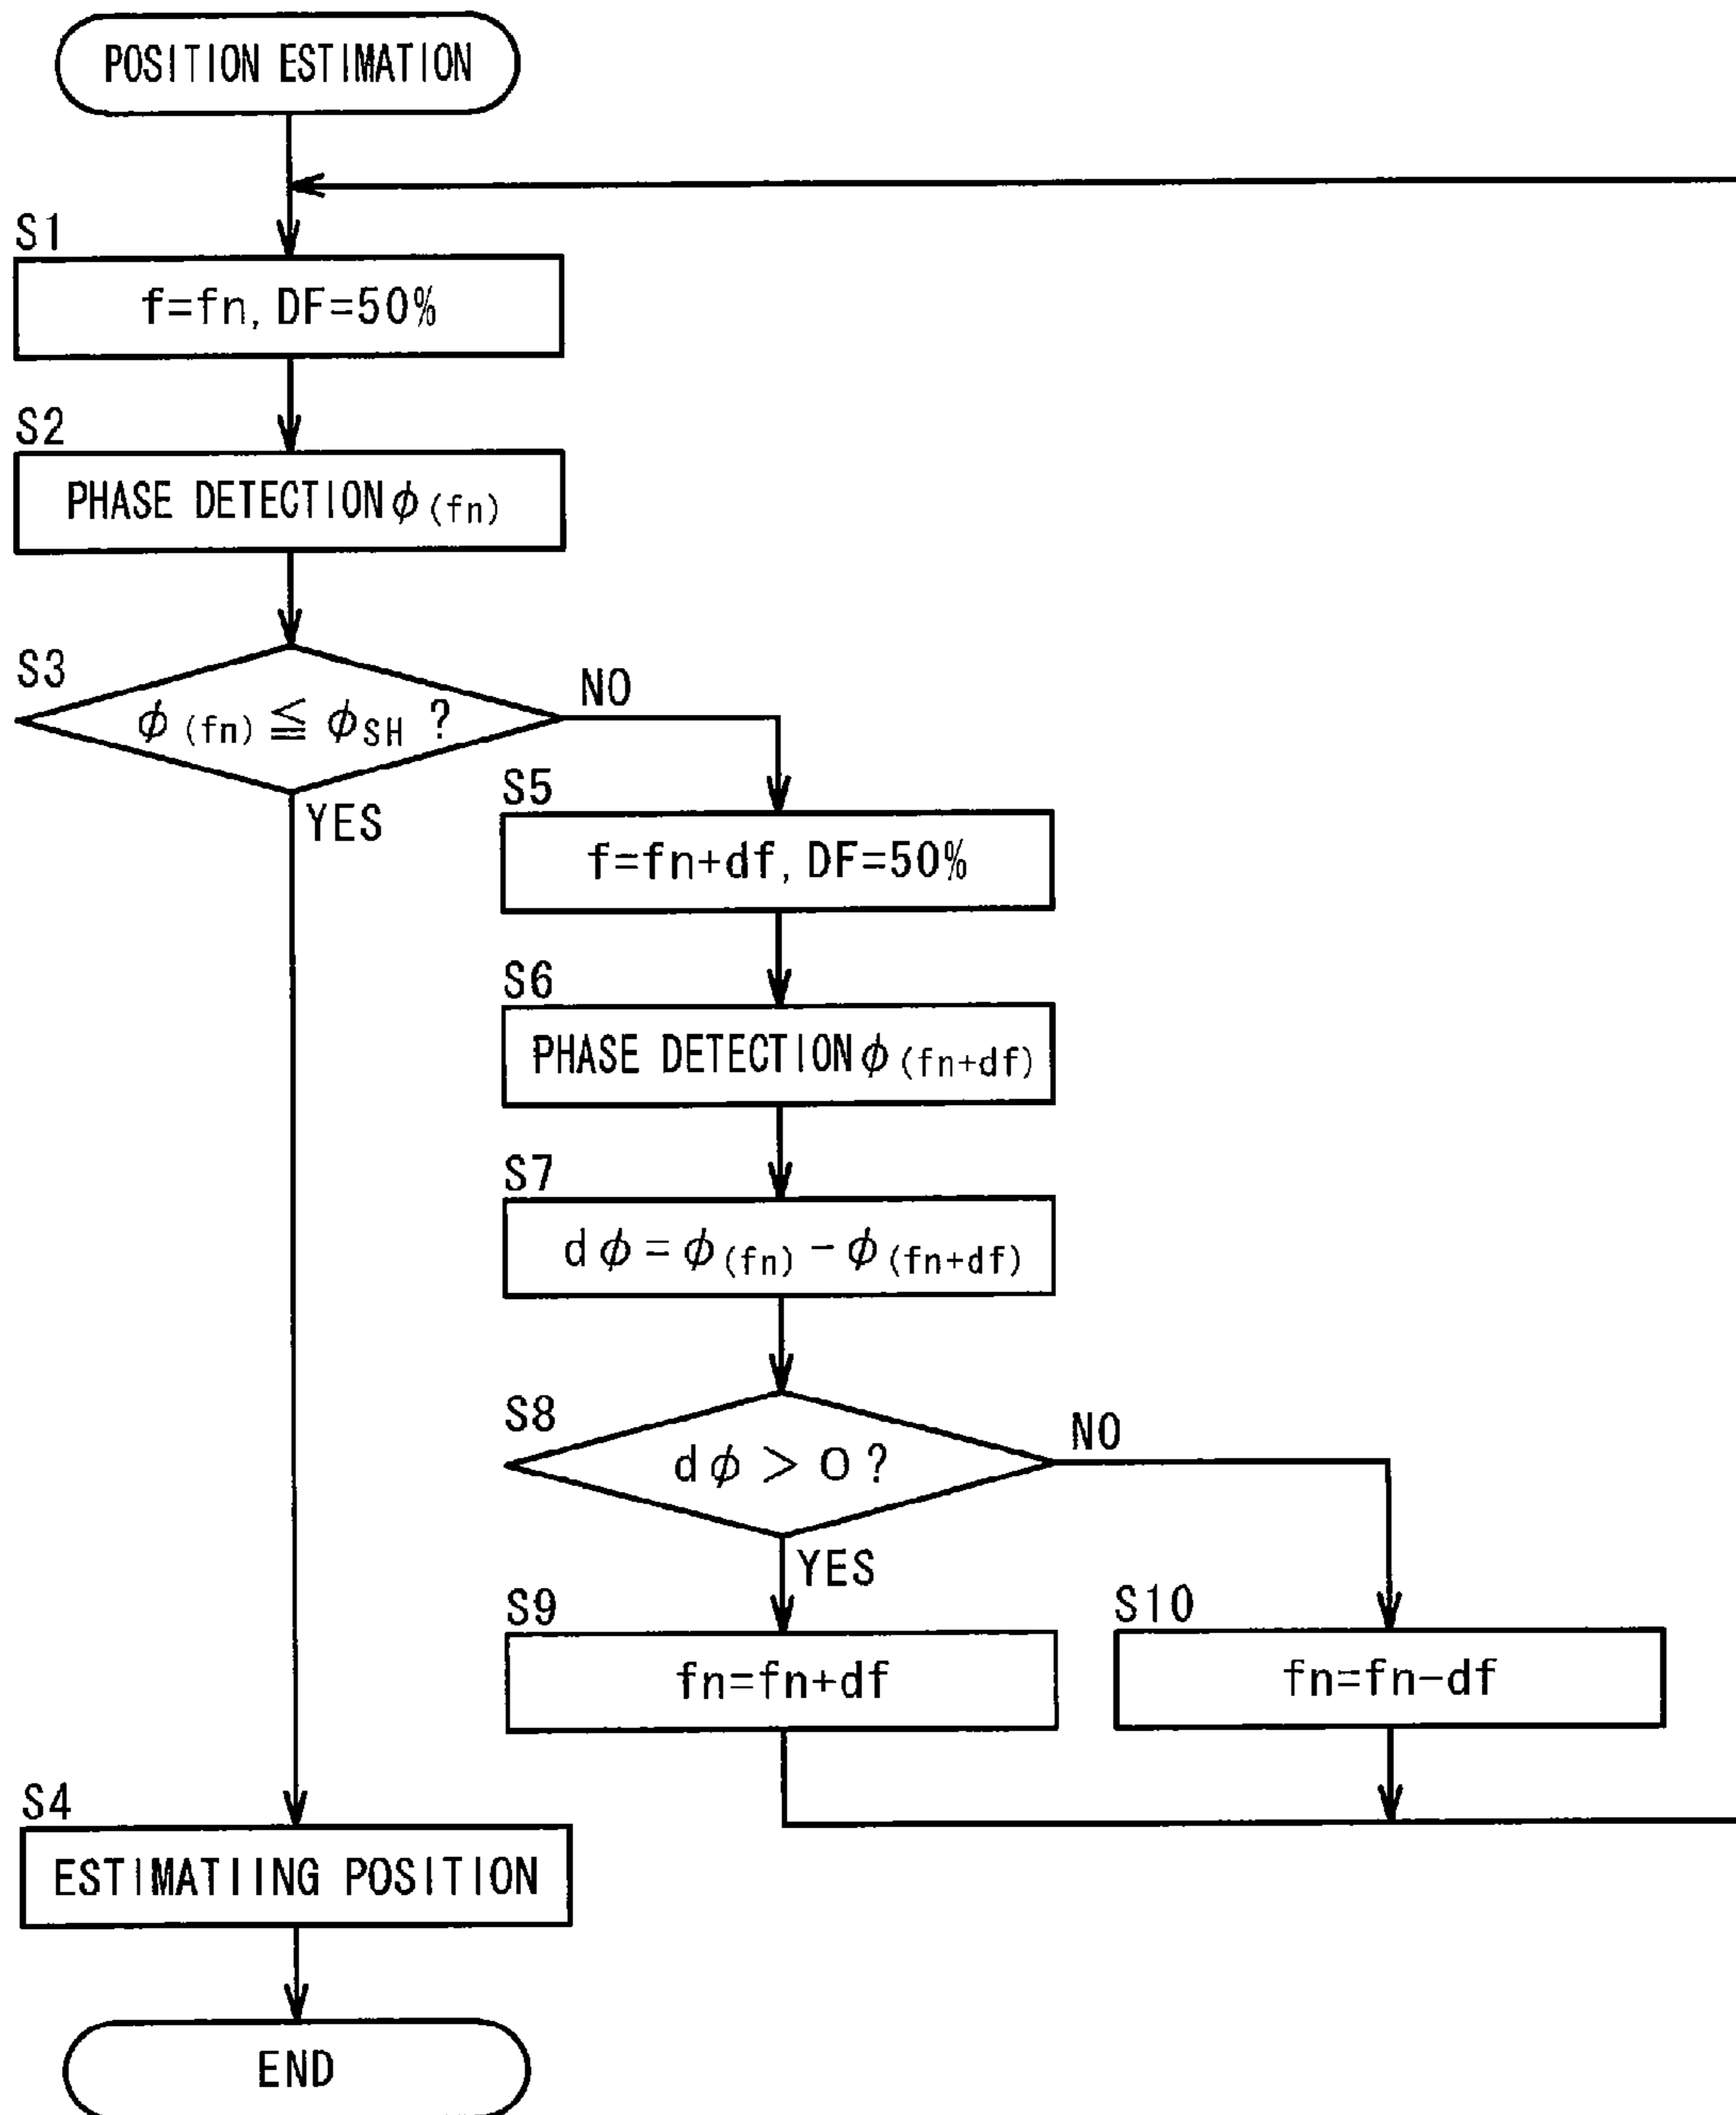 POSITION ESTIMATION
S1
f=fn, DF=50%
S2
PHASE DETECTION ϕ(fn)
S3
ϕ(fn) ≦ ϕSH ?
NO
YES
S5
f=fn+df, DF=50%
S6
PHASE DETECTION ϕ(fn+df)
S7
dϕ = ϕ(fn) - ϕ(fn+df)
S8
dϕ > 0 ?
NO
YES
S9
fn=fn+df
S10
fn=fn-df
S4
ESTIMATIING POSITION
END